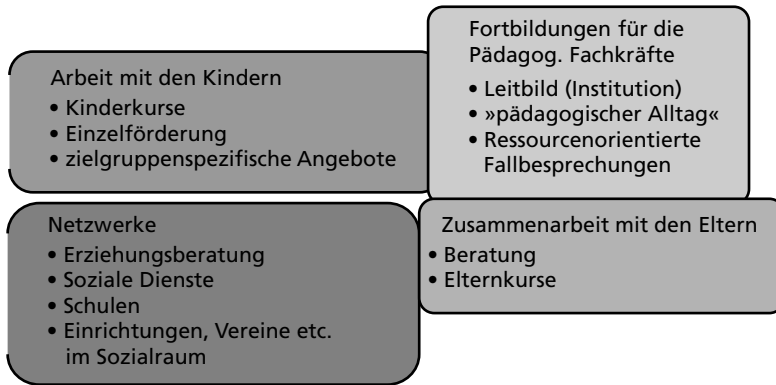 Arbeit mit den Kindern
• Kinderkurse
• Einzelförderung
• zielgruppenspezifische Angebote
Fortbildungen für die
Pädagog. Fachkräfte
• Leitbild (Institution)
• »pädagogischer Alltag«
• Ressourcenorientierte
Fallbesprechungen
Netzwerke
• Erziehungsberatung
• Soziale Dienste
• Schulen
• Einrichtungen, Vereine etc.
im Sozialraum
Zusammenarbeit mit den Eltern
• Beratung
• Elternkurse